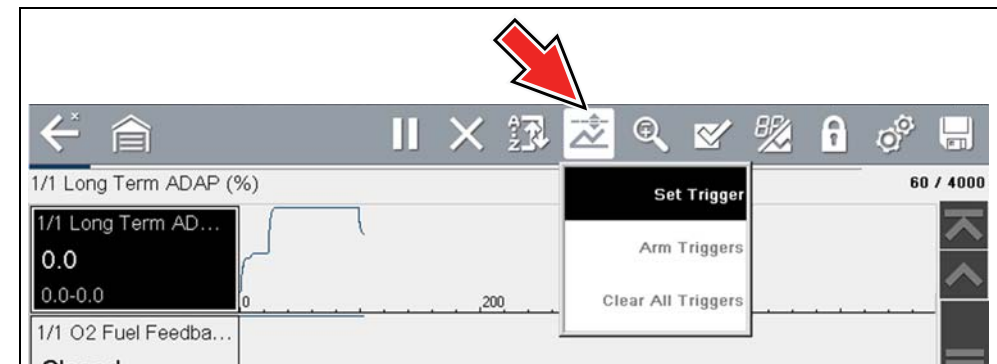 1/1 Long Term ADAP (%)
60 / 4000
Set Trigger
Arm Triggers
Clear All Triggers
1/1 Long Term AD...
0.0
0.0-0.0
0
200
1/1 O2 Fuel Feedba...